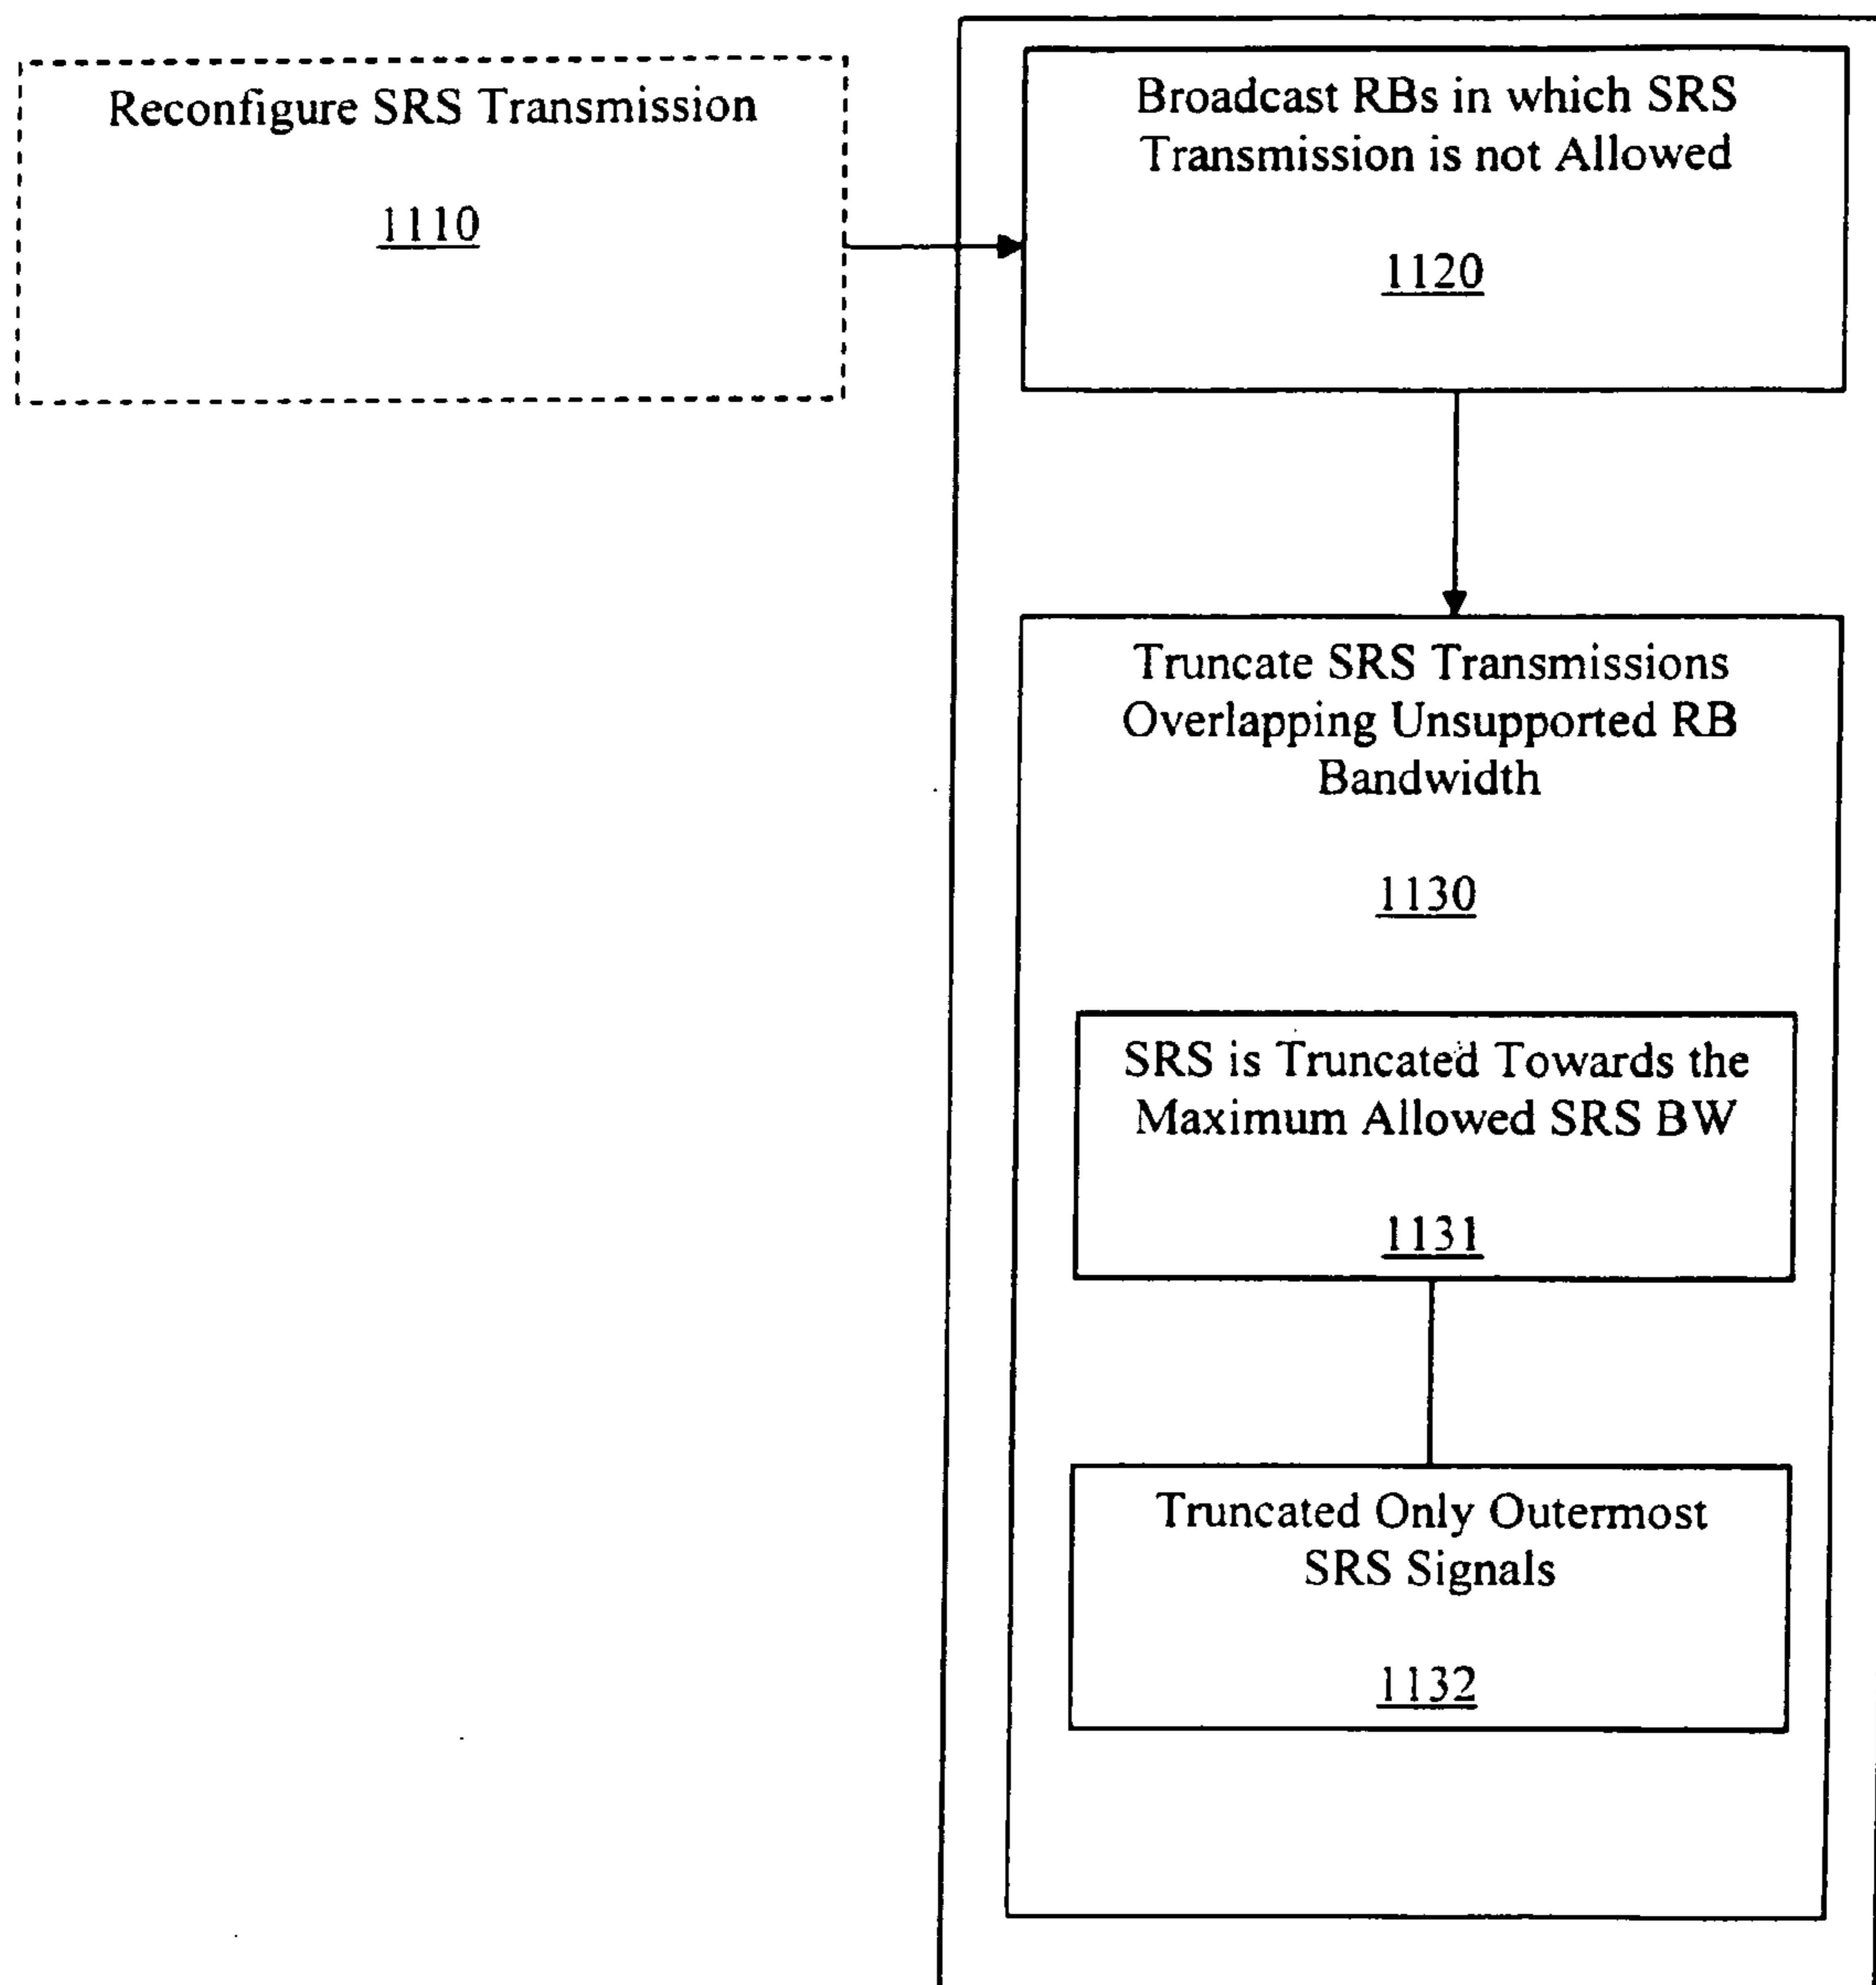 Reconfigure SRS Transmission
1110
Broadcast RBs in which SRS
Transmission is not Allowed
1120
Truncate SRS Transmissions
Overlapping Unsupported RB
Bandwidth
1130
SRS is Truncated Towards the
Maximum Allowed SRS BW
1131
Truncated Only Outermost
SRS Signals
1132